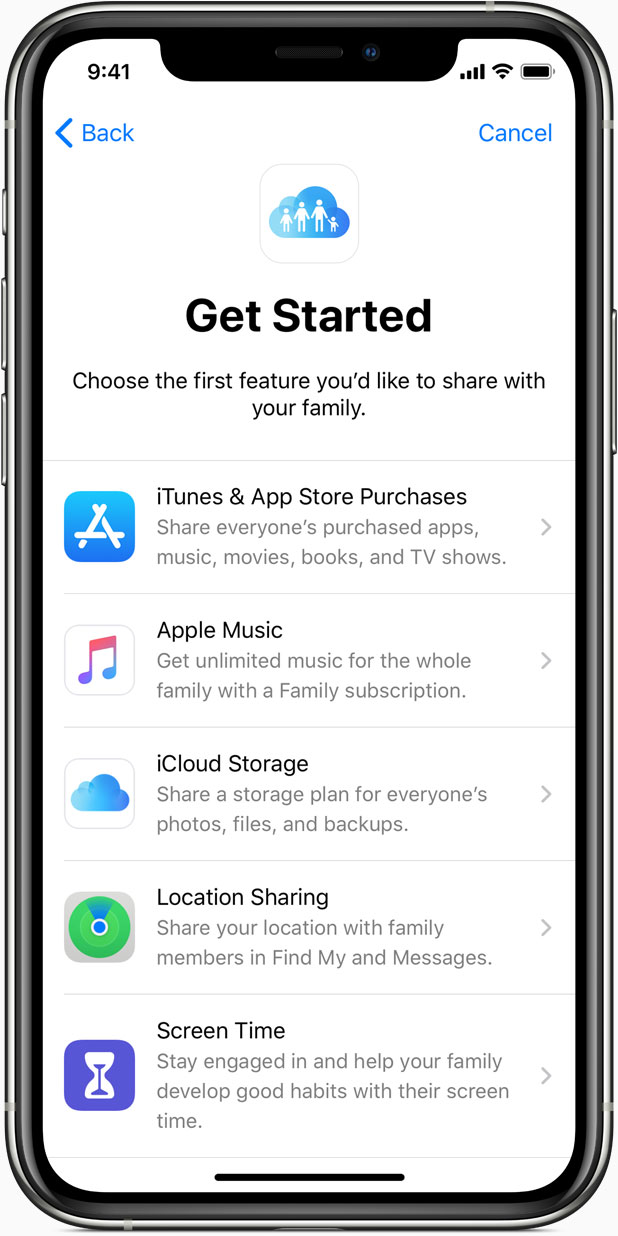 9:41
Back
Cancel
Get Started
Choose the first feature you’d like to share with
your family.
iTunes & App Store Purchases
Share everyone’s purchased apps,
music, movies, books, and TV shows.
Apple Music
Get unlimited music for the whole
family with a Family subscription.
iCloud Storage
Share a storage plan for everyone’s
photos, files, and backups.
Location Sharing
Share your location with family
members in Find My and Messages.
Screen Time
Stay engaged in and help your family
develop good habits with their screen
time.